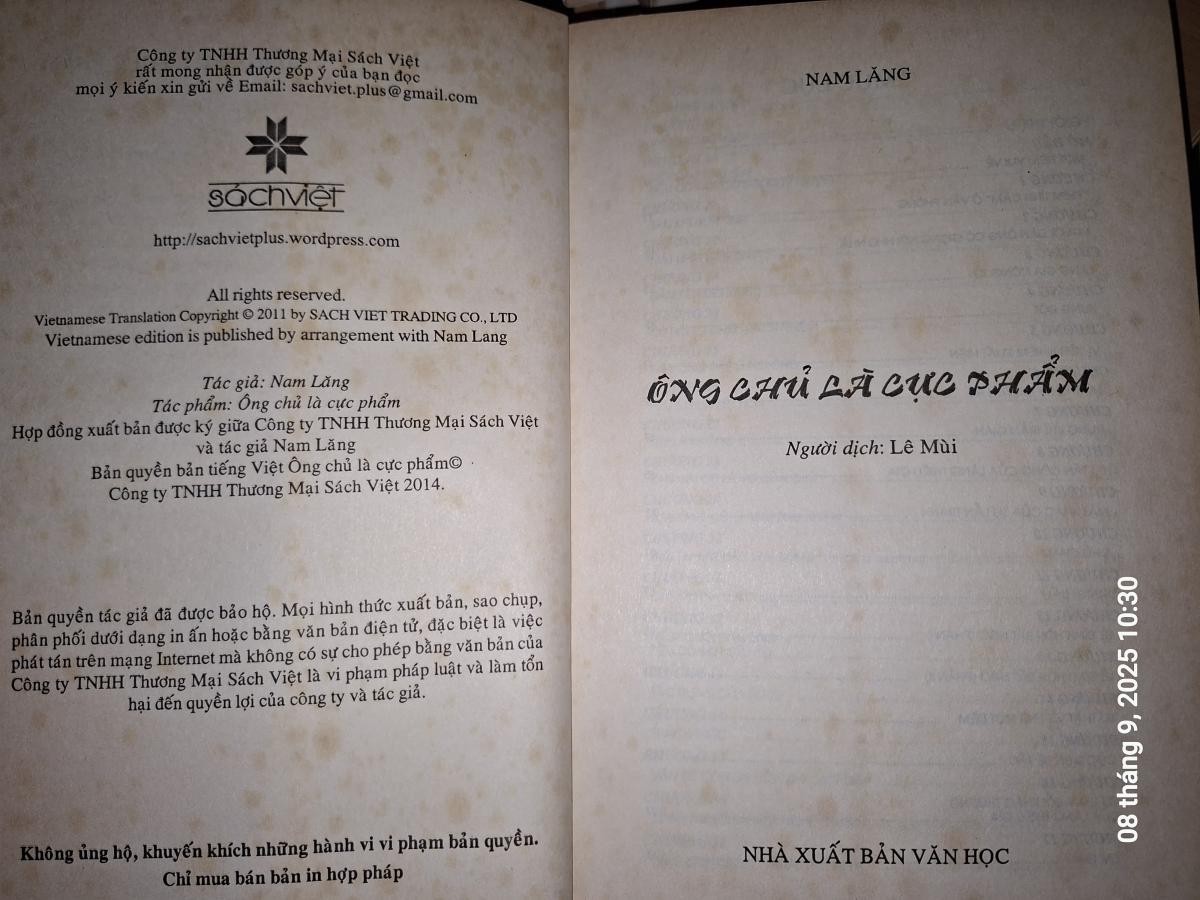 Công ty TNHH Thương Mại Sách Việt
rất mong nhận được góp ý của bạn đọc
mọi ý kiến xin gửi về Email: sachviet.plus@gmail.com
sáchviệt
http://sachvietplus.wordpress.com
All rights reserved.
Vietnamese Translation Copyright © 2011 by SACH VIET TRADING CO., LTD
Vietnamese edition is published by arrangement with Nam Lang
Tác giả: Nam Lăng
Tác phẩm: Ông chủ là cực phẩm
Hợp đồng xuất bản được ký giữa Công ty TNHH Thương Mại Sách Việt
và tác giả Nam Lăng
Bản quyền bản tiếng Việt Ông chủ là cực phẩm©
Công ty TNHH Thương Mại Sách Việt 2014.
Bản quyền tác giả đã được bảo hộ. Mọi hình thức xuất bản, sao chụp,
phân phối dưới dạng in ấn hoặc bằng văn bản điện tử, đặc biệt là việc
phát tán trên mạng Internet mà không có sự cho phép bằng văn bản của
Công ty TNHH Thương Mại Sách Việt là vi phạm pháp luật và làm tổn
hại đến quyền lợi của công ty và tác giả.
Không ủng hộ, khuyến khích những hành vi vi phạm bản quyền.
Chỉ mua bán bản in hợp pháp
NAM LĂNG
ÔNG CHỦ LÀ CỰC PHẨM
Người dịch: Lê Mùi
NHÀ XUẤT BẢN VĂN HỌC
08 tháng 9, 2025 10:30